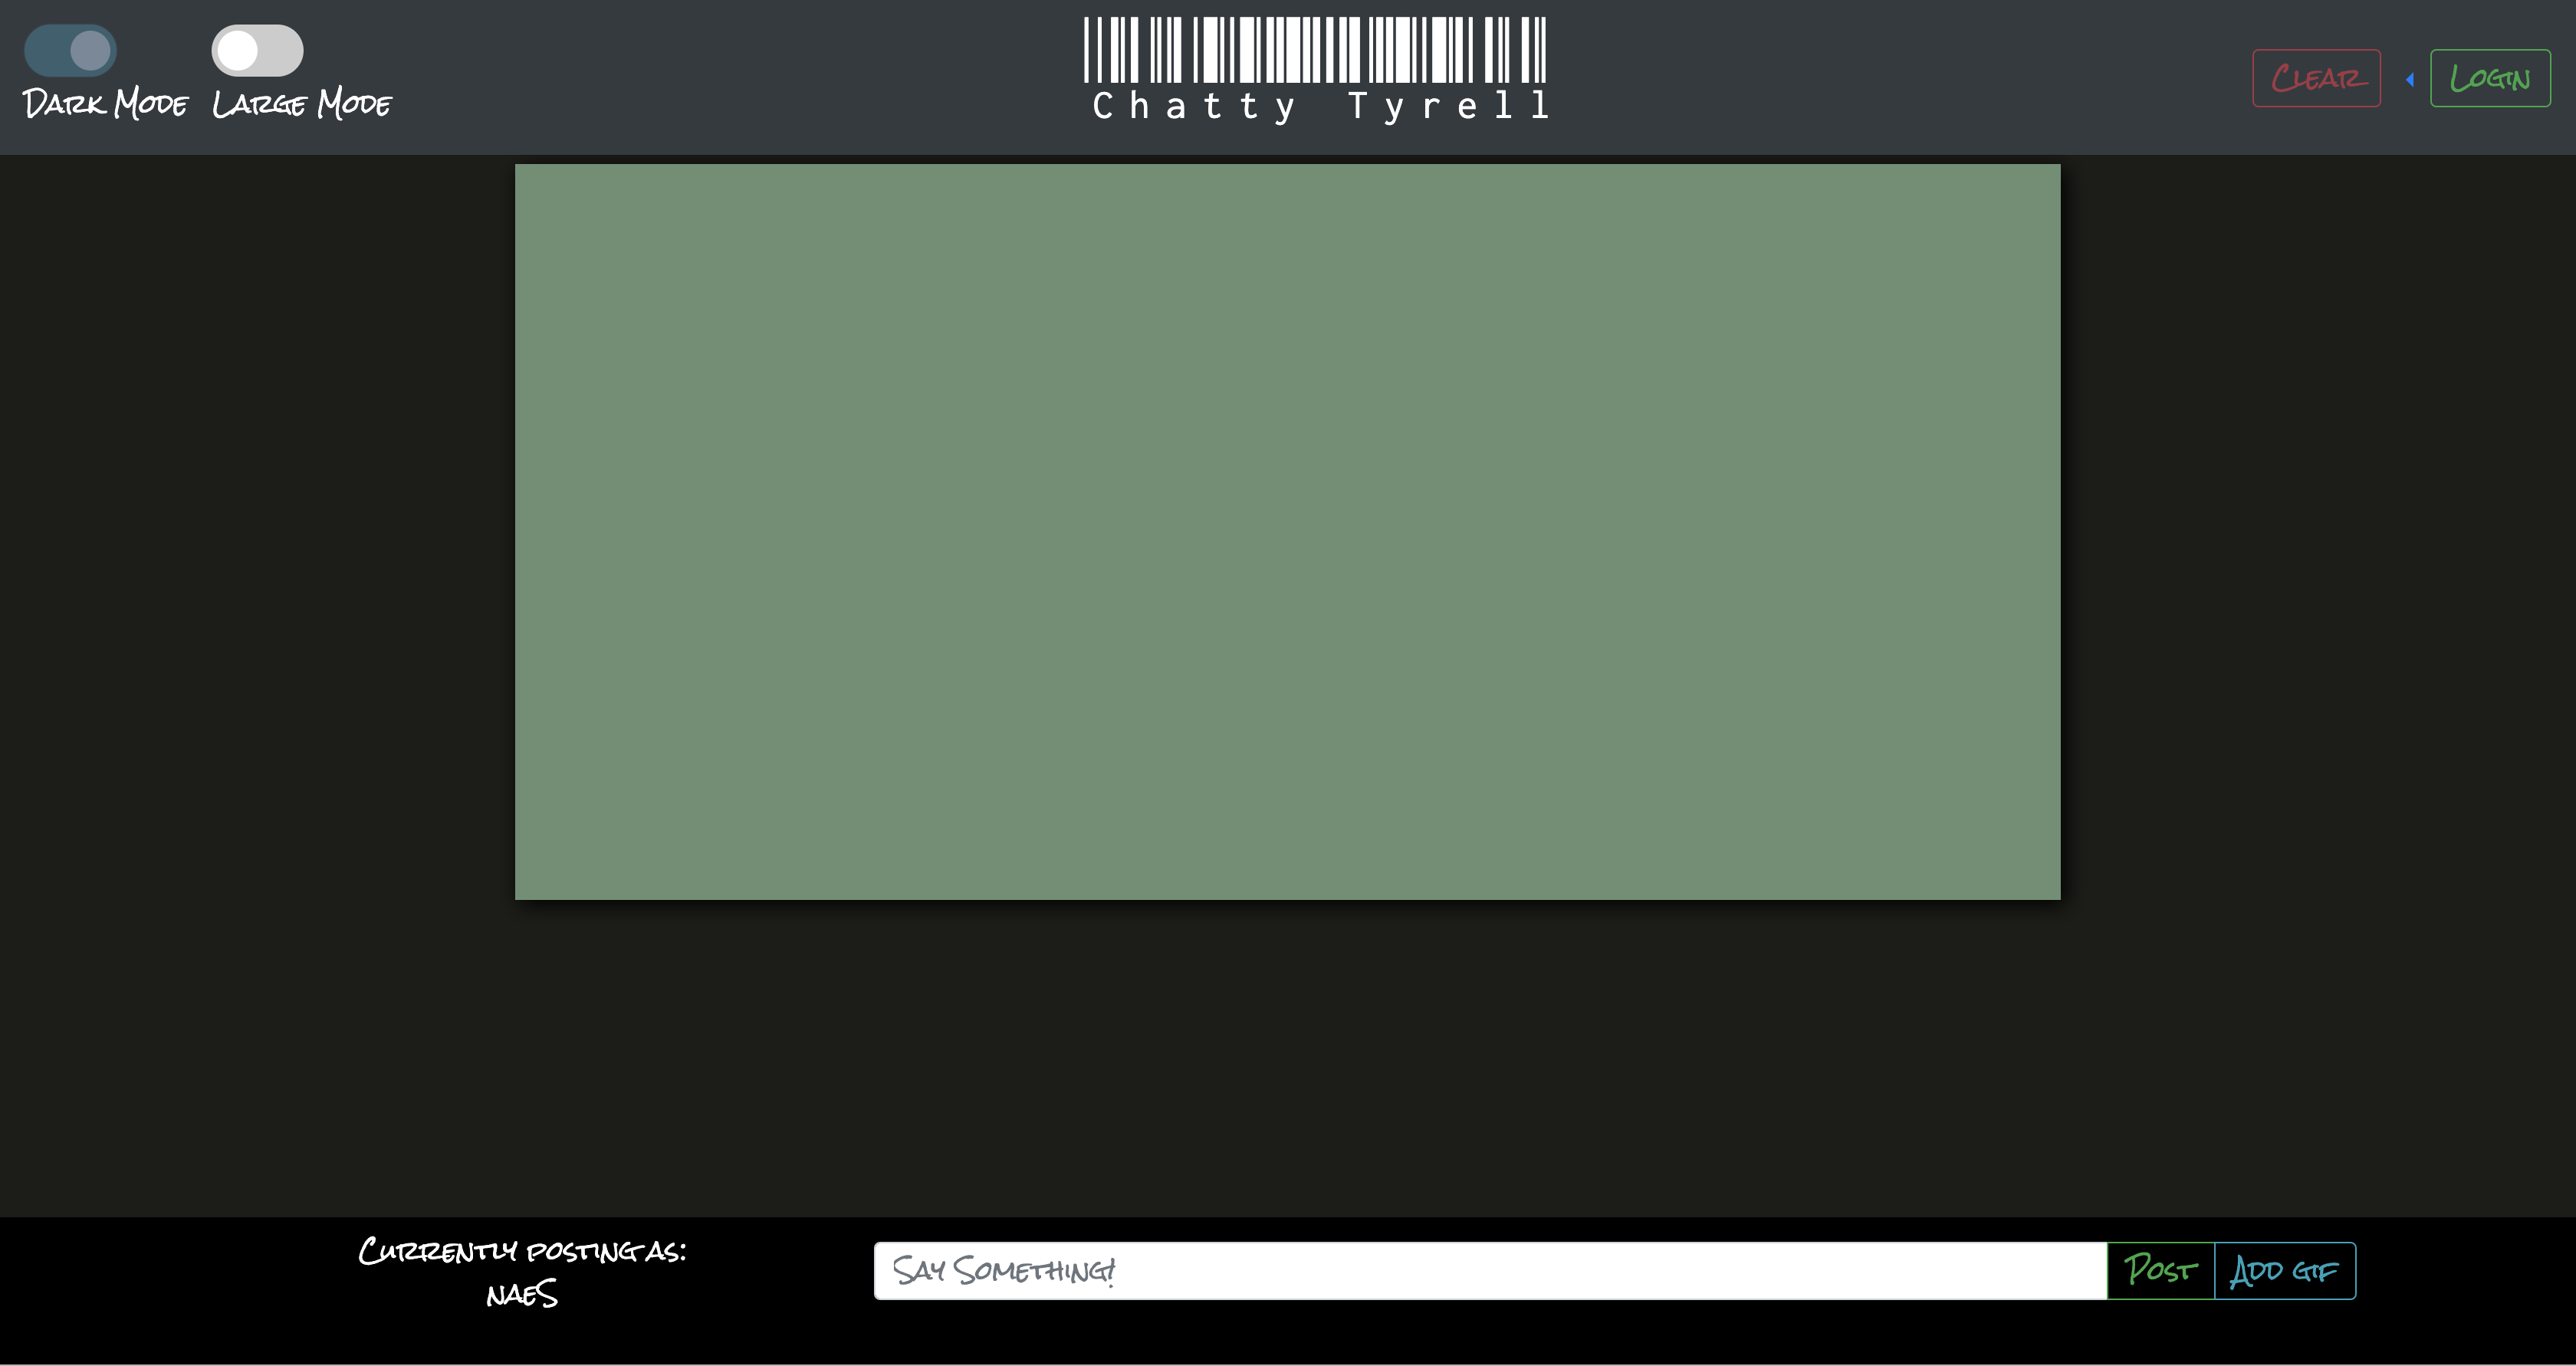 Dark Mode
Large Mode
Chatty Tyrell
Clear
Login
Currently posting as:
naeS
Say Something!
Post
Add gif